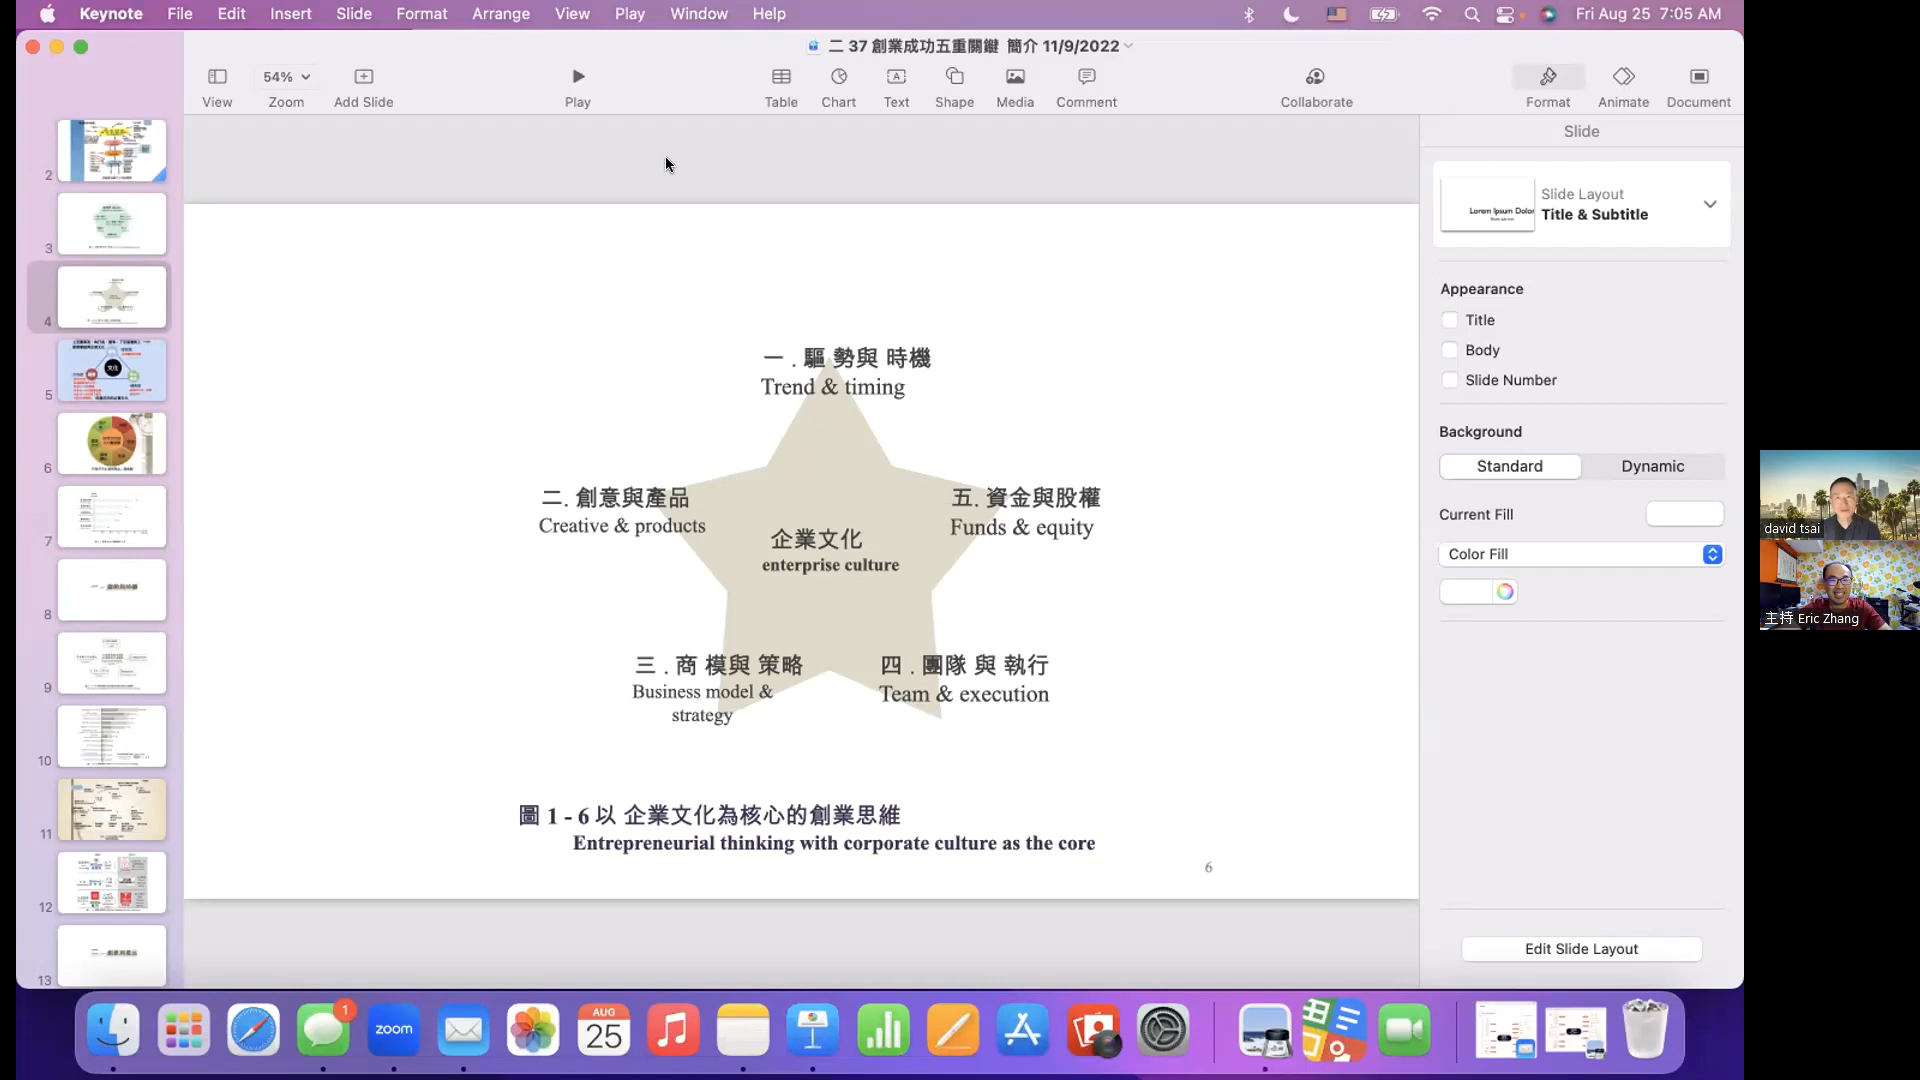 Keynote File Edit Insert Slide Format Arrange View Play Window Help
Fri Aug 25 7:05 AM
二 37 創業成功五重關鍵 簡介 11/9/2022
54%
View Zoom Add Slide Play Table Chart Text Shape Media Comment Collaborate Format Animate Document
2
3
4
5
6
7
8
9
10
11
12
13
一 . 驅 勢與 時機
Trend & timing
二. 創意與產品
Creative & products
五. 資金與股權
Funds & equity
企業文化
enterprise culture
三 . 商 模與 策略
Business model &
strategy
四 . 團隊 與 執行
Team & execution
圖 1 - 6 以 企業文化為核心的創業思維
Entrepreneurial thinking with corporate culture as the core
6
Slide
Lorem Ipsum Dolor
Slide Layout
Title & Subtitle
Appearance
Title
Body
Slide Number
Background
Standard Dynamic
Current Fill
Color Fill
Edit Slide Layout
david tsai
主持 Eric Zhang
1
zoom
AUG
25